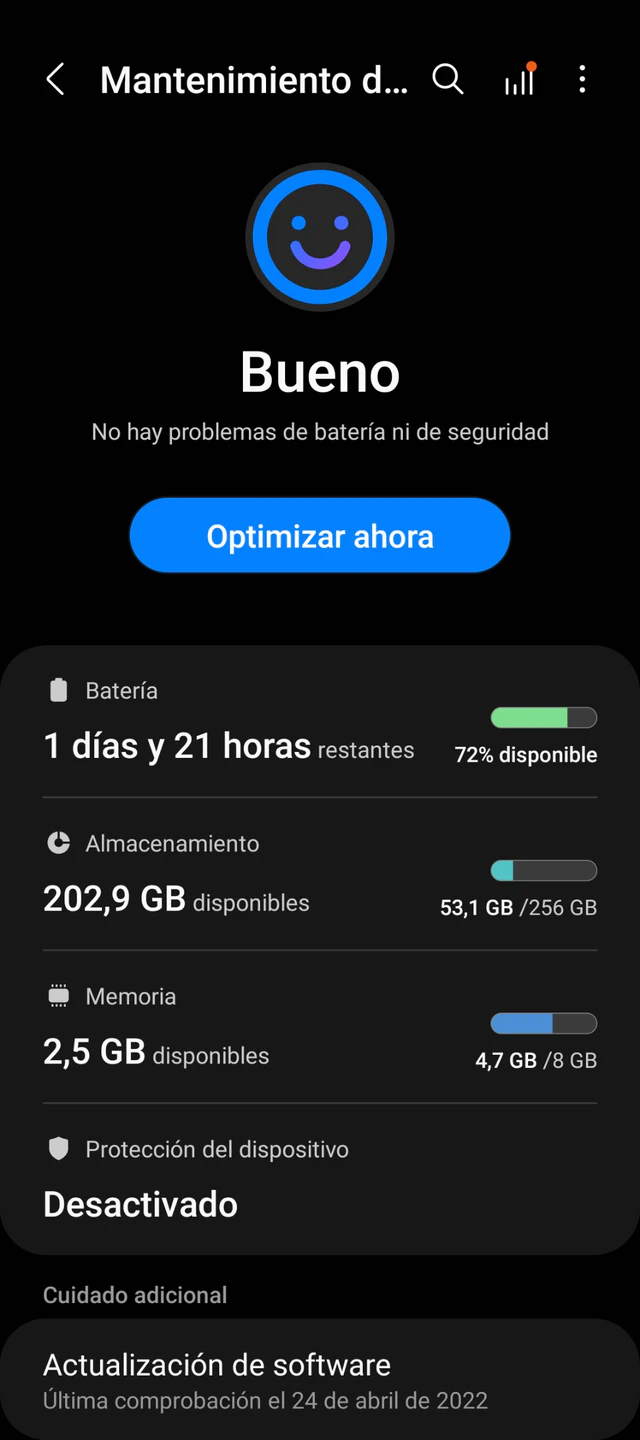 Mantenimiento d...
Bueno
No hay problemas de batería ni de seguridad
Optimizar ahora
Batería
1 días y 21 horas restantes
72% disponible
Almacenamiento
202,9 GB disponibles
53,1 GB /256 GB
Memoria
2,5 GB disponibles
4,7 GB /8 GB
Protección del dispositivo
Desactivado
Cuidado adicional
Actualización de software
Última comprobación el 24 de abril de 2022